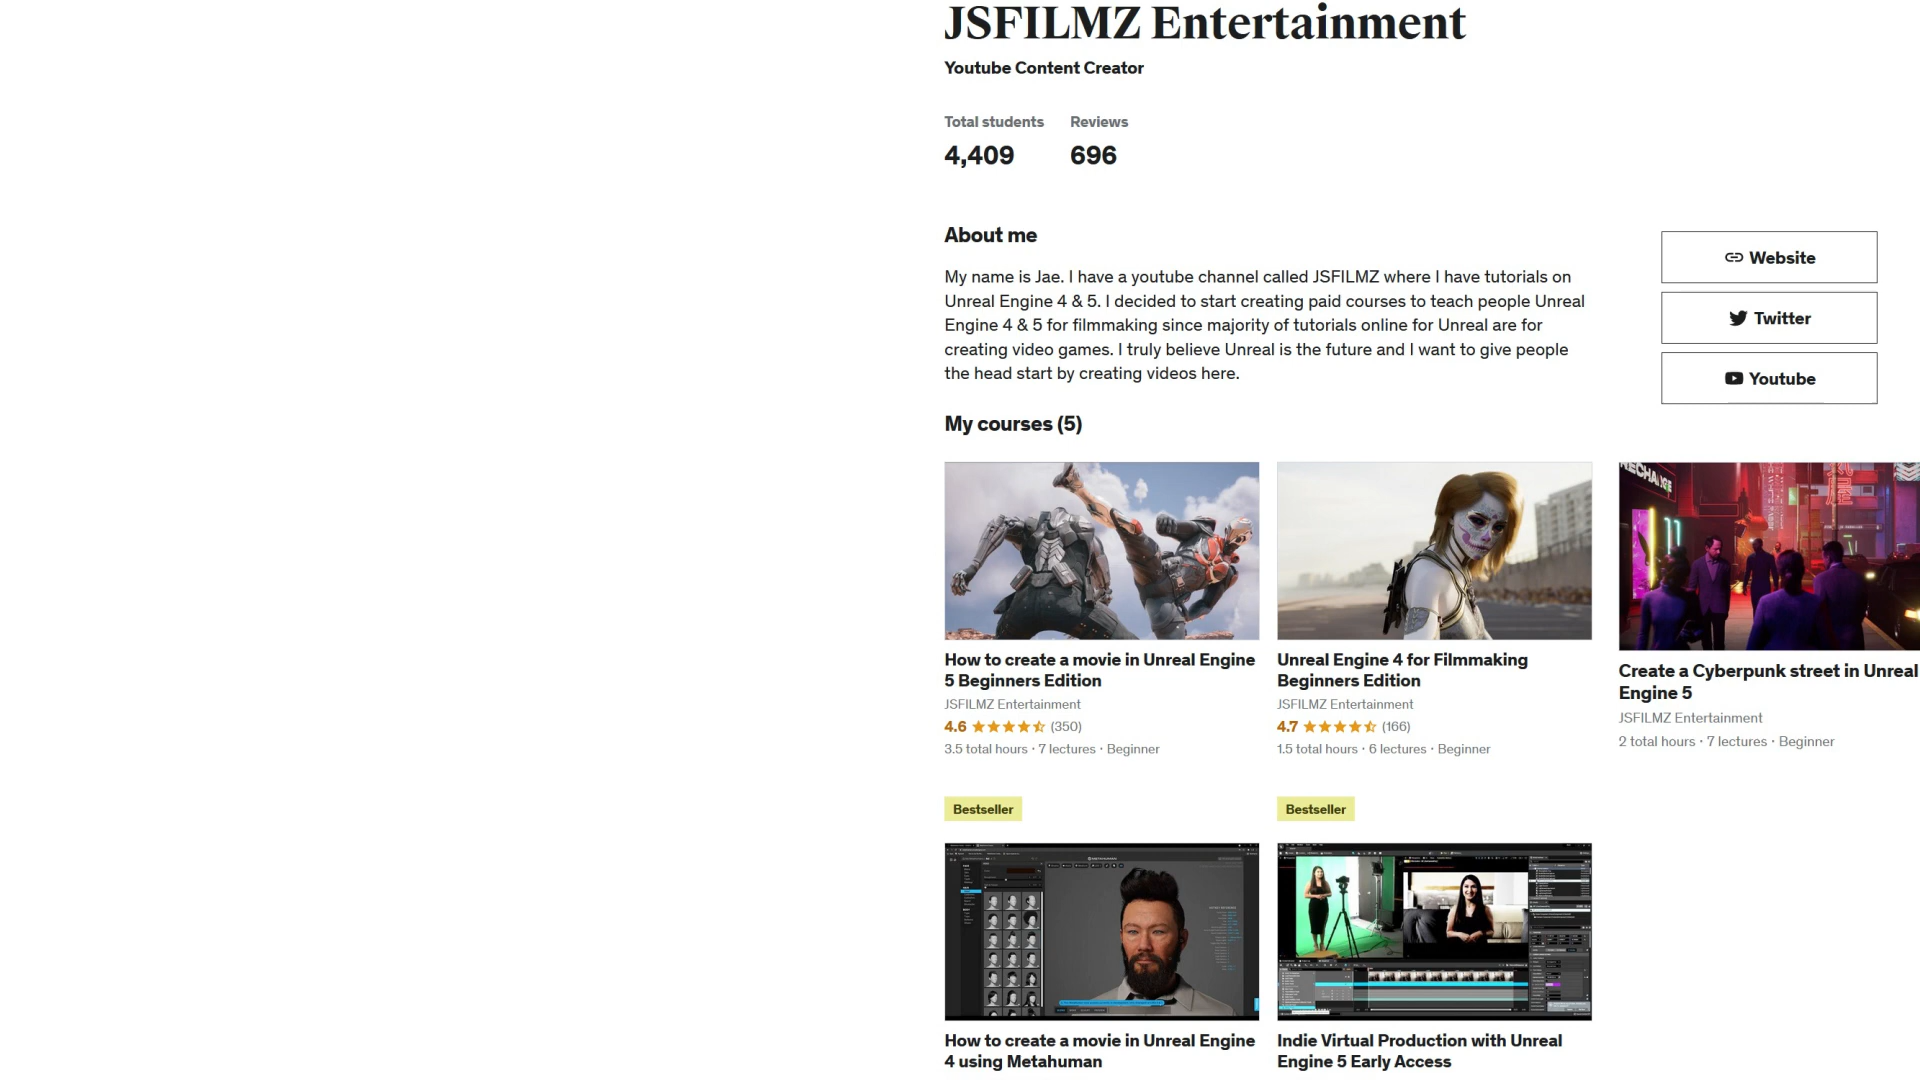 JSFILMZ Entertainment
Youtube Content Creator
Total students
Reviews
4,409
696
About me
My name is Jae. I have a youtube channel called JSFILMZ where I have tutorials on
Unreal Engine 4 & 5. I decided to start creating paid courses to teach people Unreal
Engine 4 & 5 for filmmaking since majority of tutorials online for Unreal are for
creating video games. I truly believe Unreal is the future and I want to give people
the head start by creating videos here.
Website
Twitter
Youtube
My courses (5)
How to create a movie in Unreal Engine
5 Beginners Edition
JSFILMZ Entertainment
4.6 (350)
3.5 total hours · 7 lectures · Beginner
Bestseller
Unreal Engine 4 for Filmmaking
Beginners Edition
JSFILMZ Entertainment
4.7 (166)
1.5 total hours · 6 lectures · Beginner
Bestseller
Create a Cyberpunk street in Unreal
Engine 5
JSFILMZ Entertainment
2 total hours · 7 lectures · Beginner
How to create a movie in Unreal Engine
4 using Metahuman
Indie Virtual Production with Unreal
Engine 5 Early Access